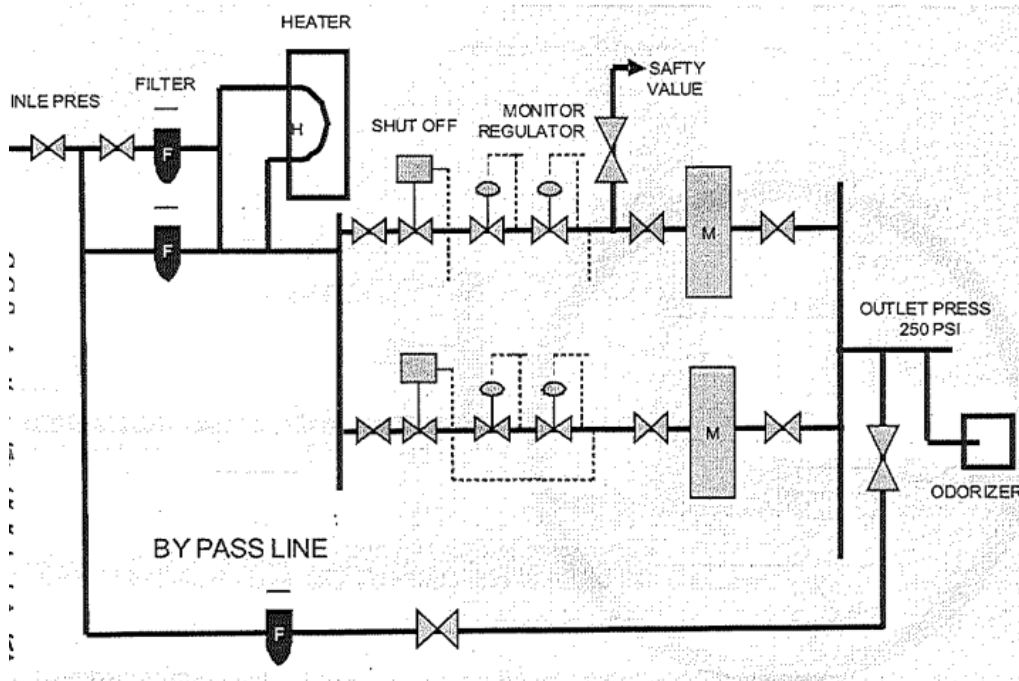 HEATER
FILTER
INLE PRES
SAFTY
VALUE
MONITOR
REGULATOR
SHUT OFF
F
H
F
M
OUTLET PRESS
250 PSI
M
ODORIZER
BY PASS LINE
F